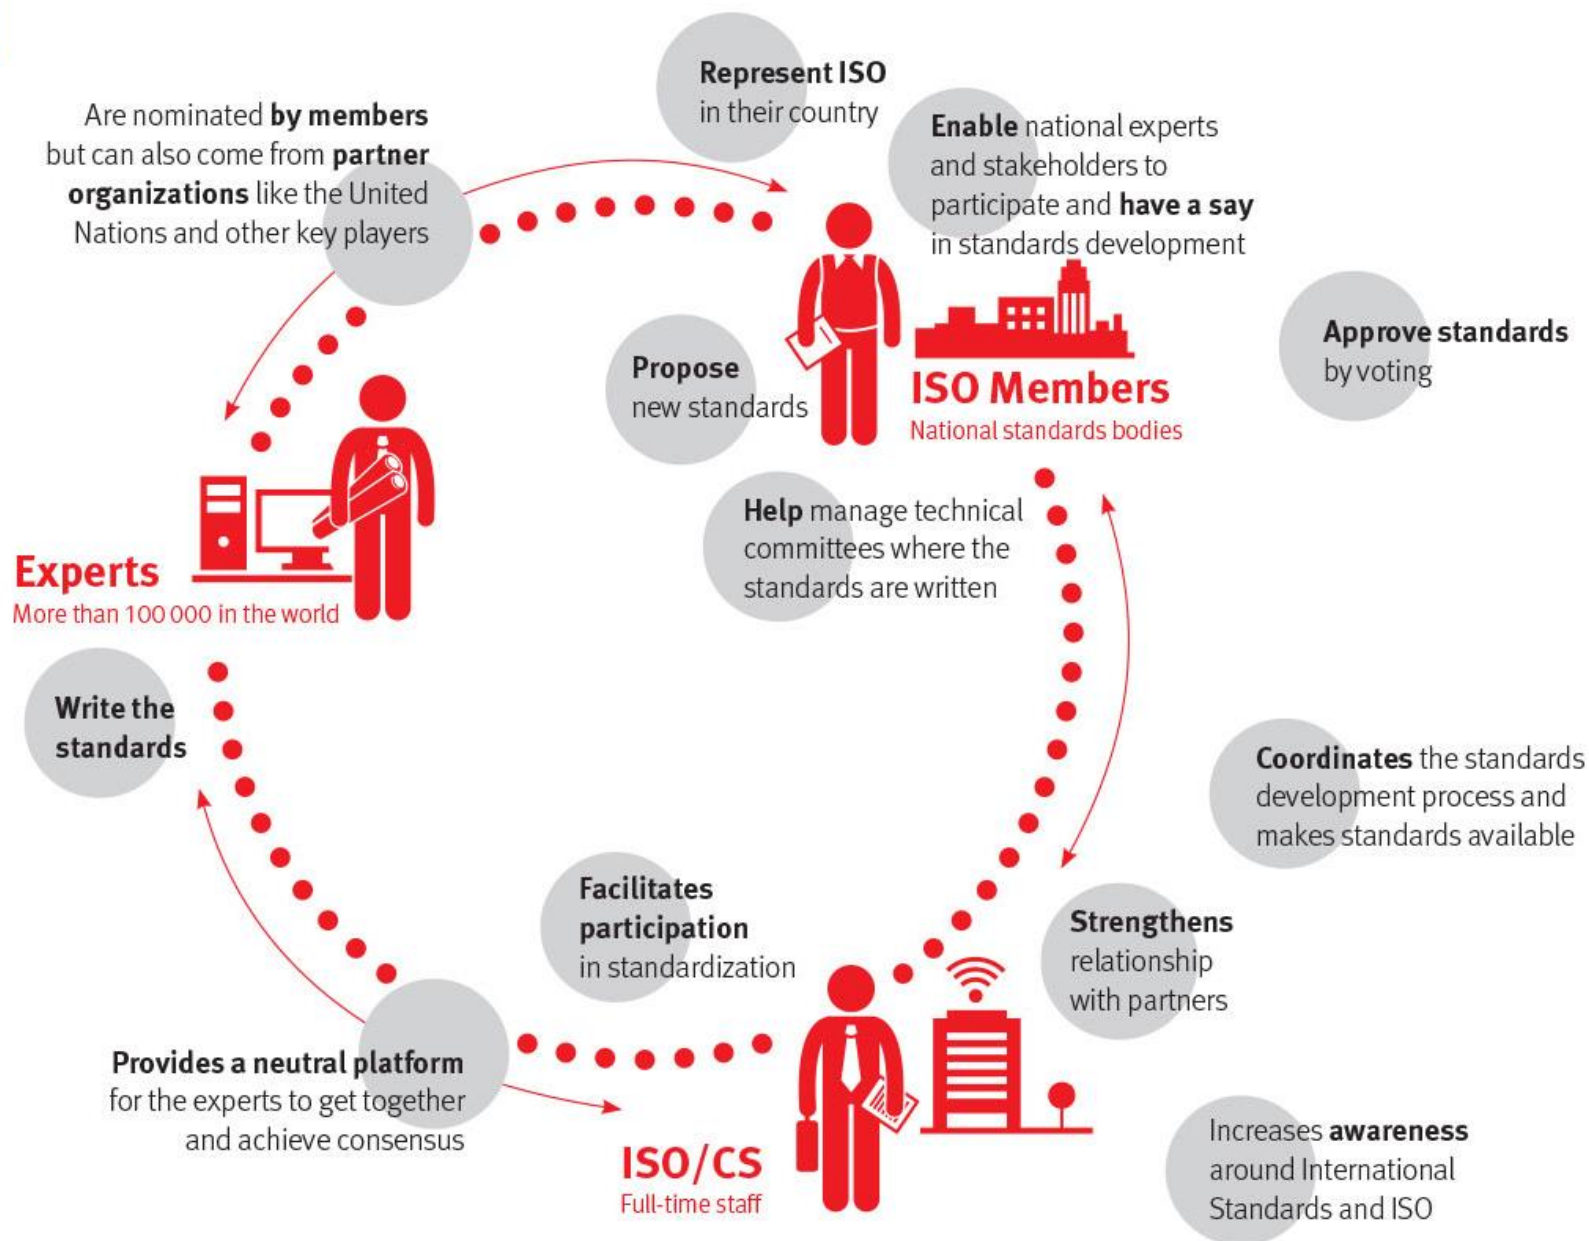 Represent ISO
in their country
Are nominated by members
but can also come from partner
organizations like the United
Nations and other key players
Enable national experts
and stakeholders to
participate and have a say
in standards development
Approve standards
by voting
Propose
new standards
ISO Members
National standards bodies
Help manage technical
committees where the
standards are written
Experts
More than 100 000 in the world
Write the
standards
Coordinates the standards
development process and
makes standards available
Facilitates
participation
in standardization
Strengthens
relationship
with partners
Provides a neutral platform
for the experts to get together
and achieve consensus
ISO/CS
Full-time staff
Increases awareness
around International
Standards and ISO